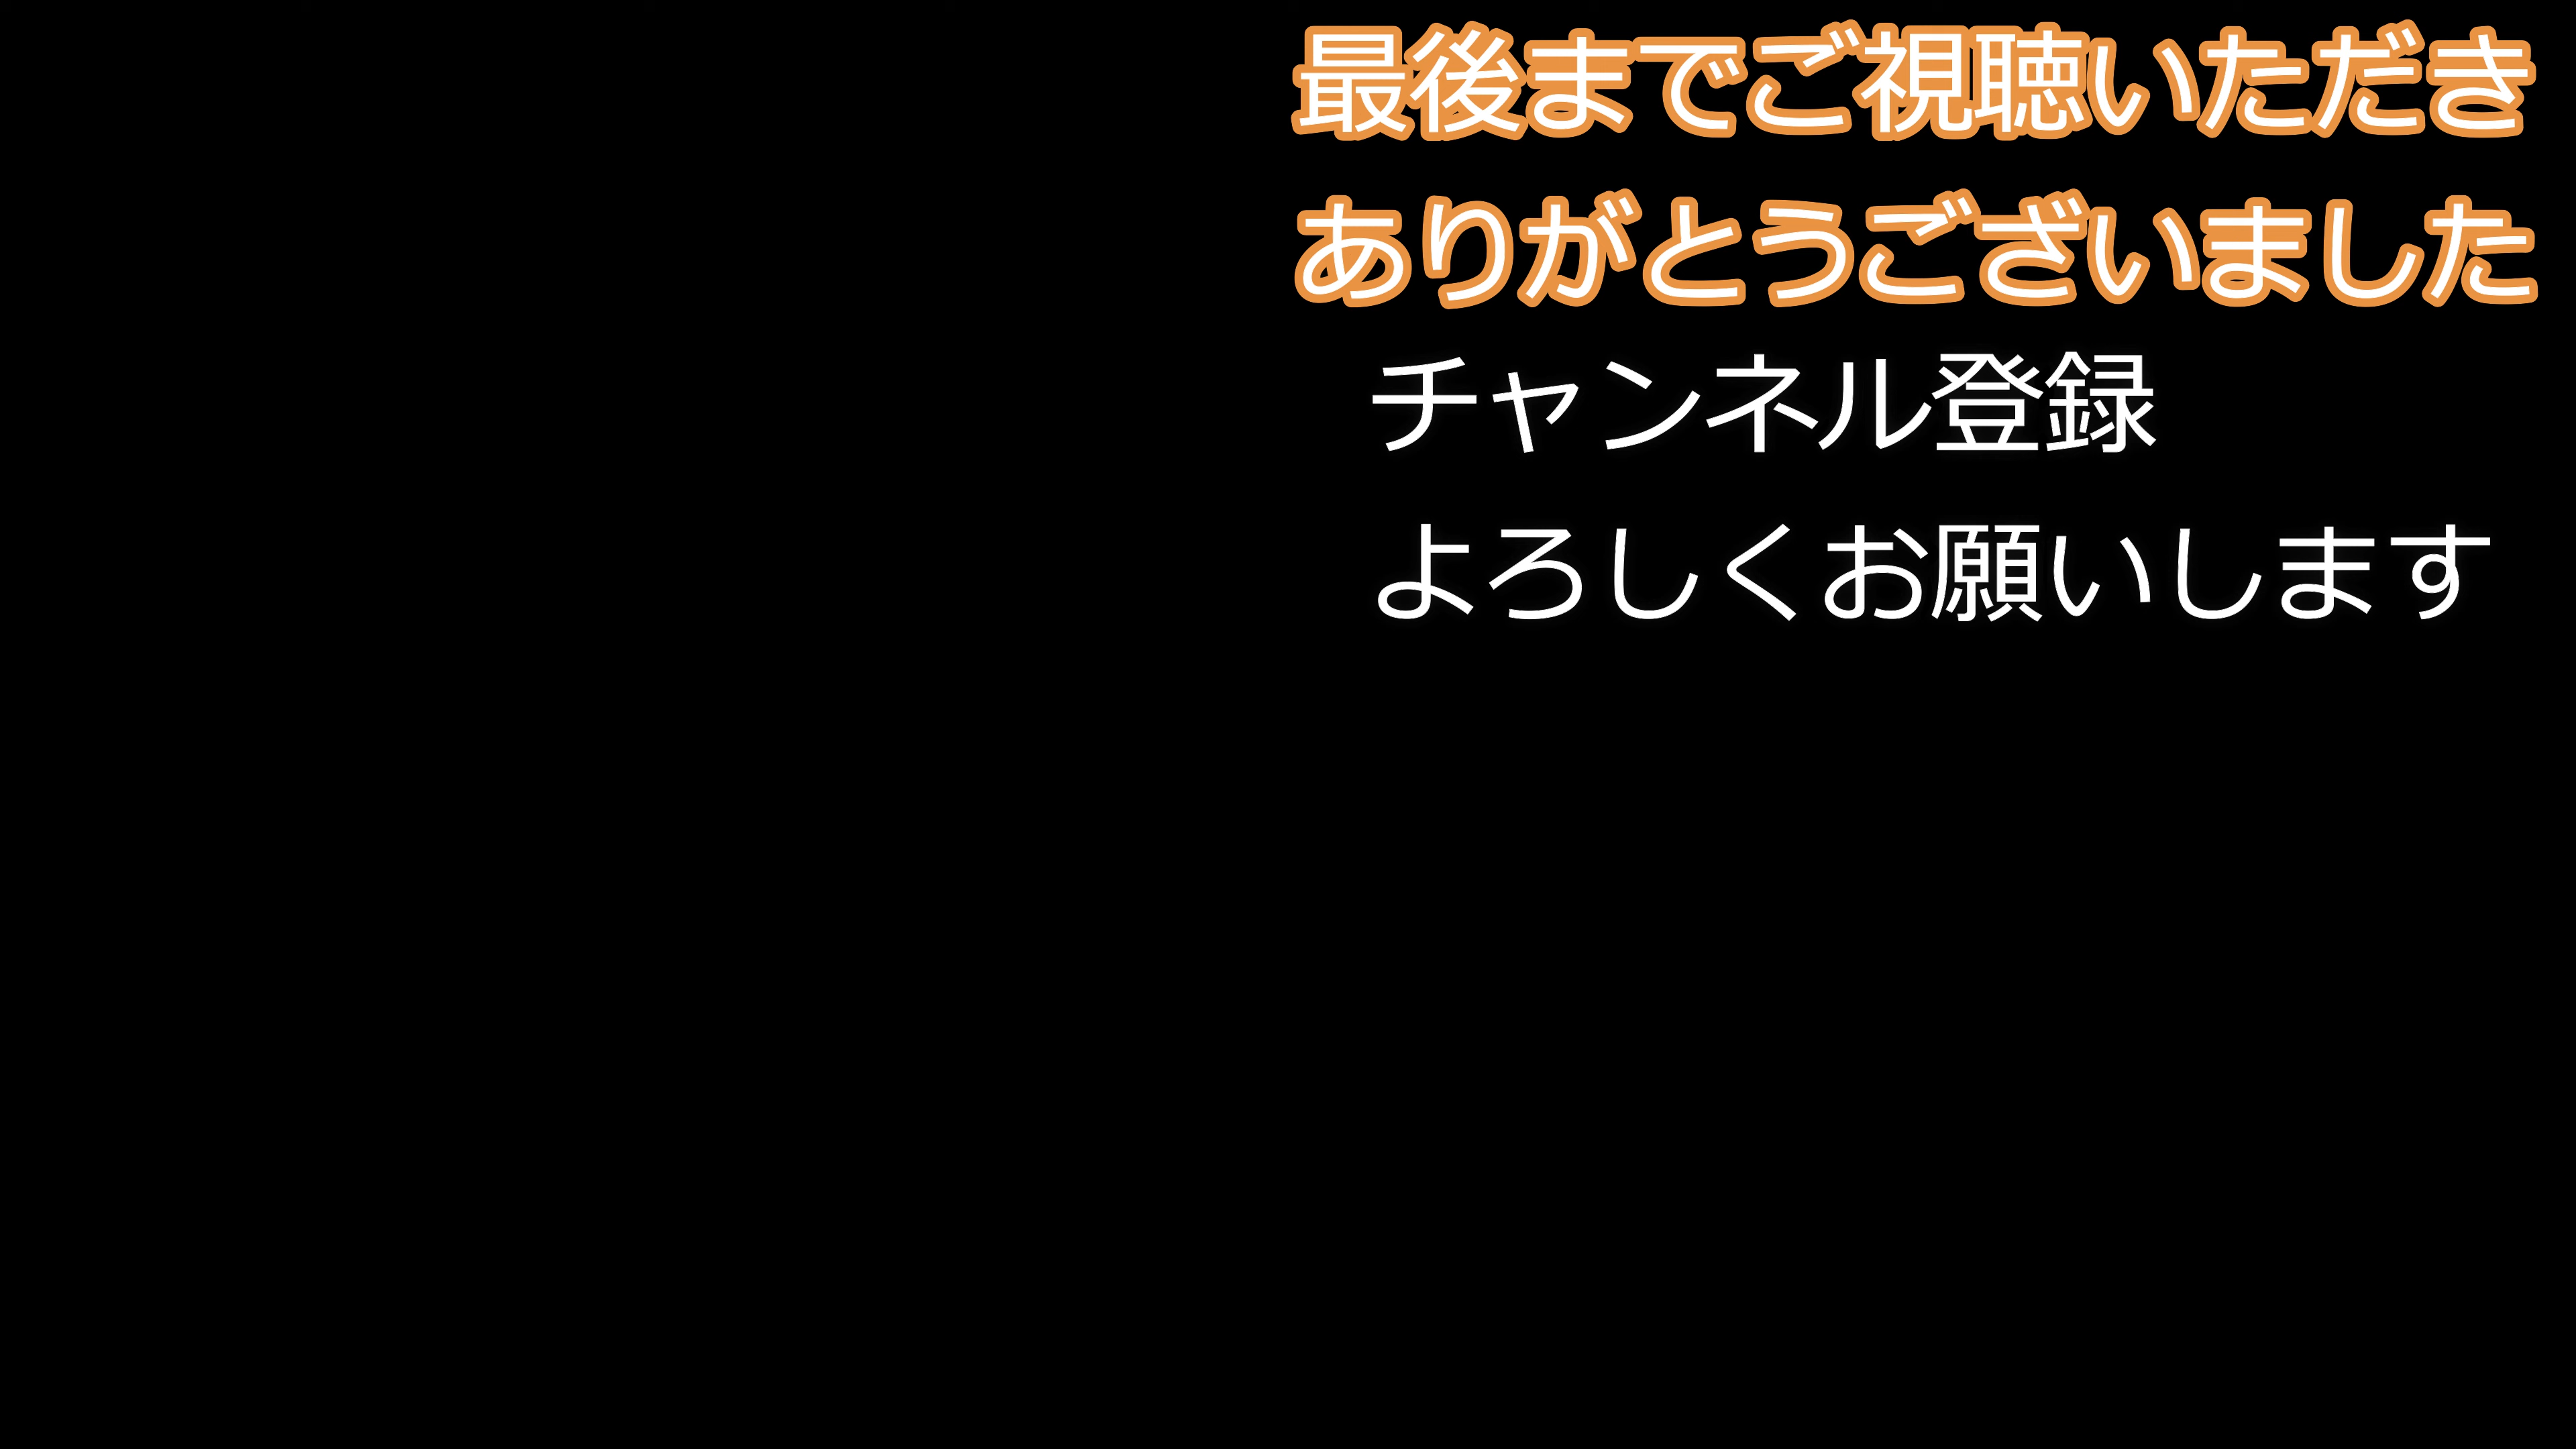 最後までご視聴いただき
ありがとうございました
チャンネル登録
よろしくお願いします